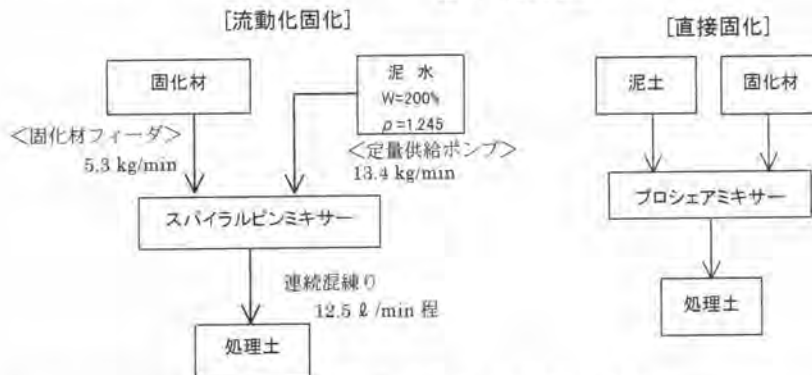 [流動化固化]
固化材
泥 水
W=200%
ρ=1.245
<固化材フィーダ>
5.3 kg/min
<定量供給ポンプ>
13.4 kg/min
スパイラルピンミキサー
連続混練り
12.5 ℓ/min 程
処理土
[直接固化]
泥土
固化材
プロシェアミキサー
処理土